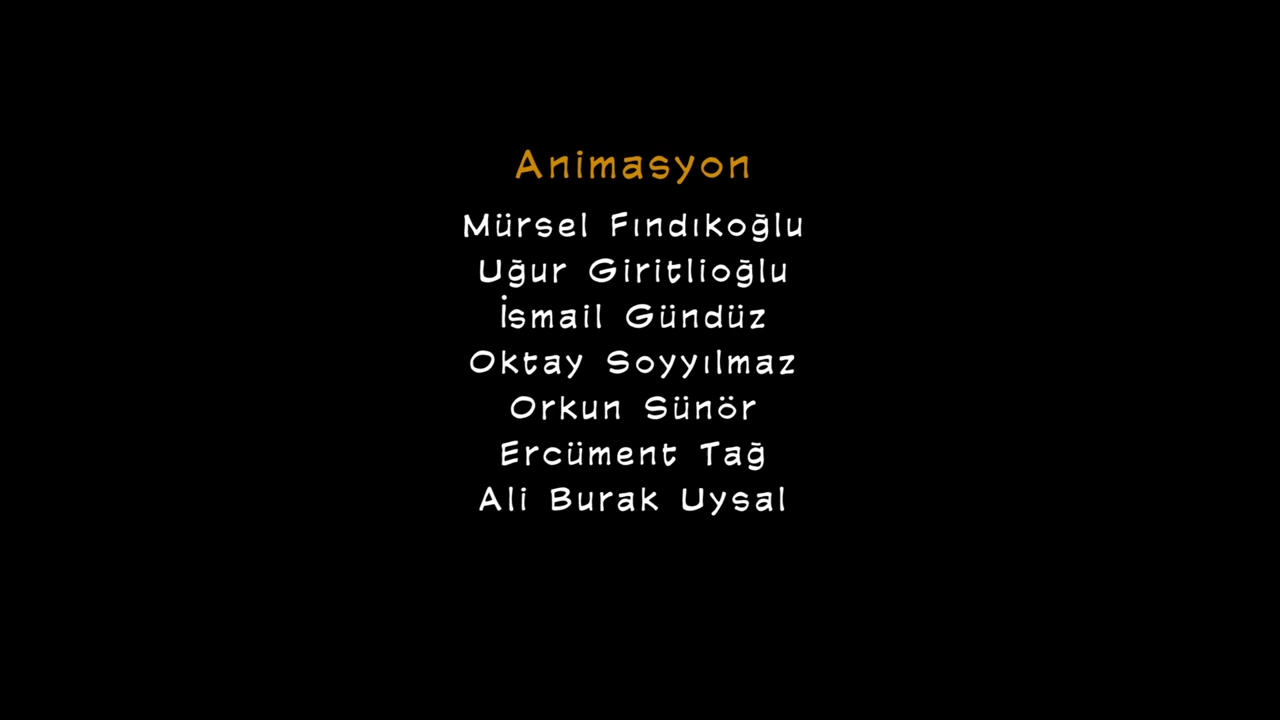 Animasyon
Mürsel Fındıkoğlu
Uğur Giritlioğlu
İsmail Gündüz
Oktay Soyyılmaz
Orkun Sünör
Ercüment Tağ
Ali Burak Uysal